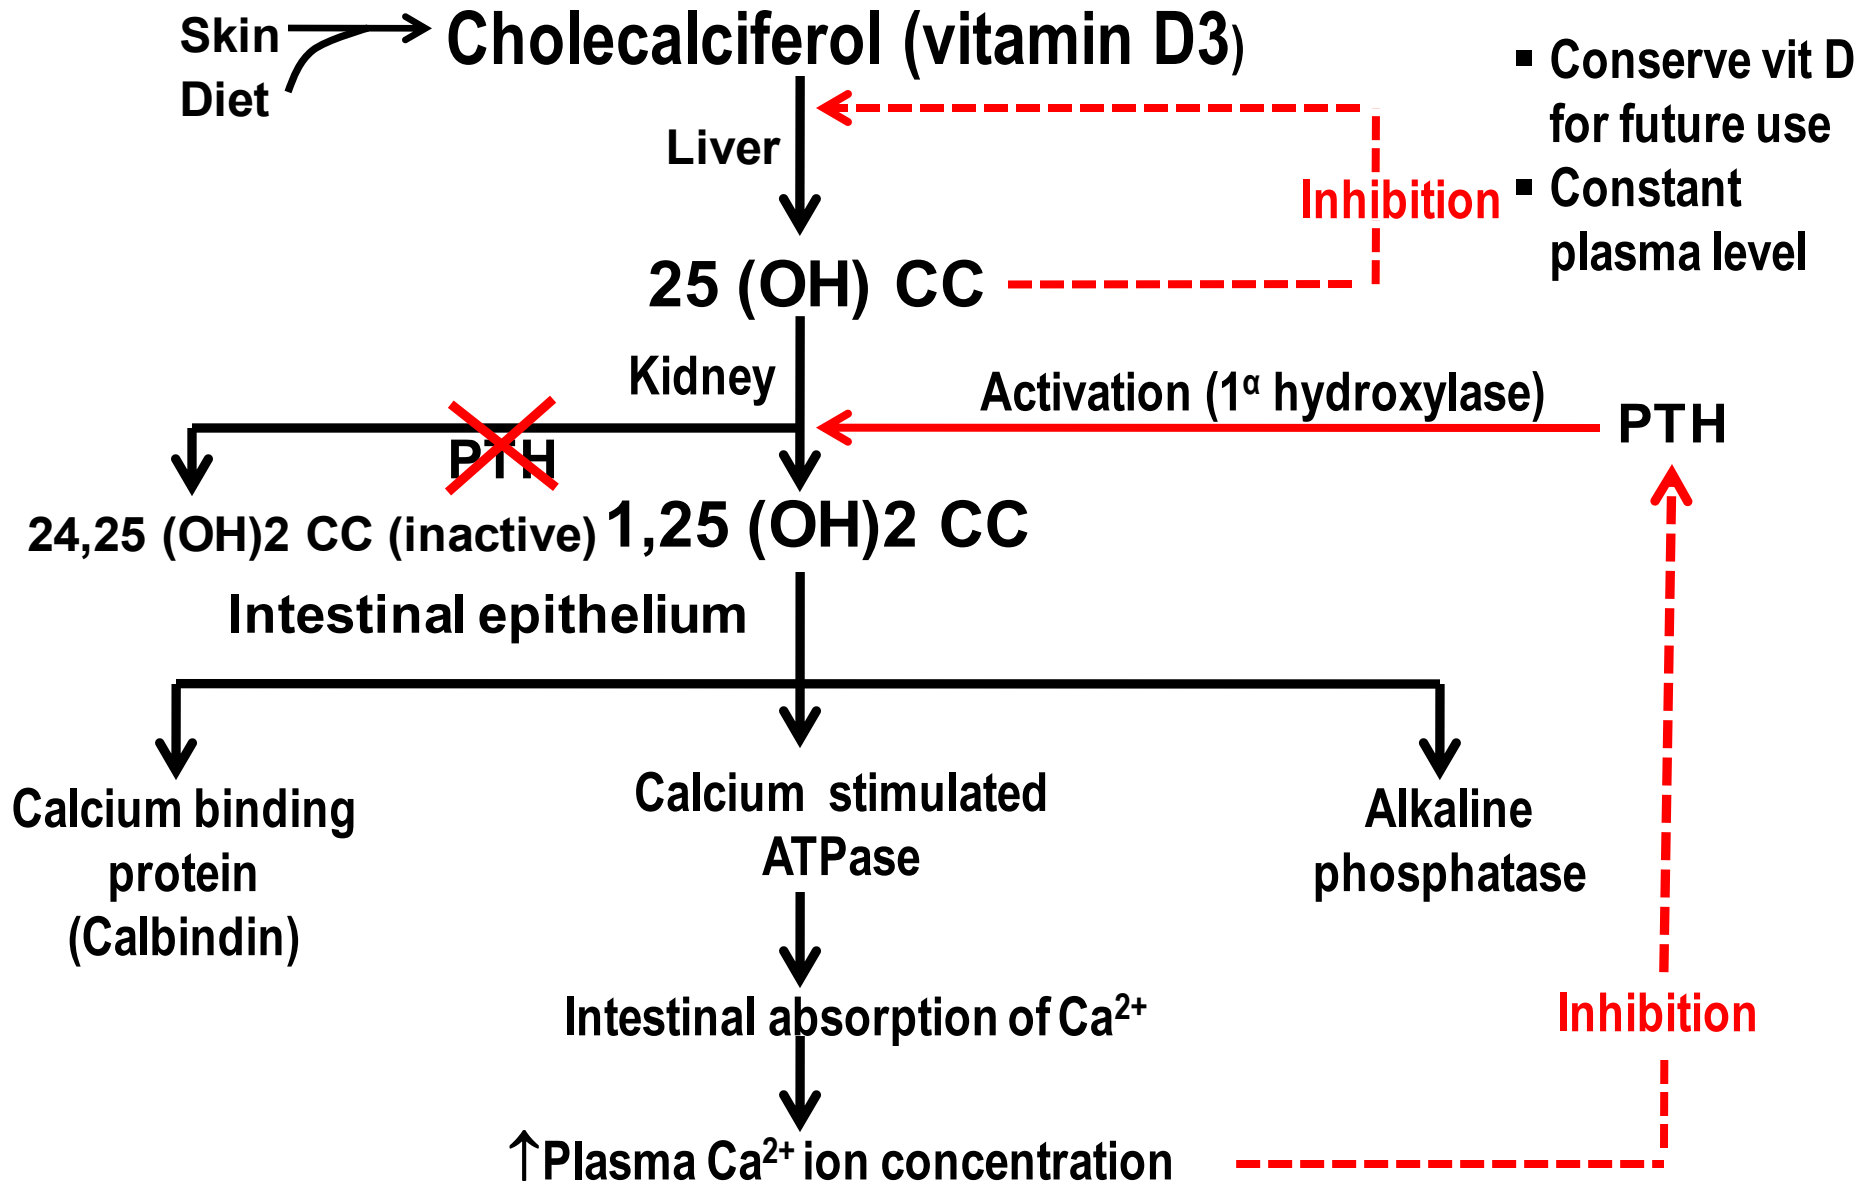 Skin
Diet
Cholecalciferol (vitamin D3)
▪ Conserve vit D
for future use
▪ Constant
plasma level
Liver
Inhibition
25 (OH) CC
Kidney
Activation (1ᵅ hydroxylase)
PTH
PTH
24,25 (OH)2 CC (inactive)
1,25 (OH)2 CC
Intestinal epithelium
Calcium binding
protein
(Calbindin)
Calcium stimulated
ATPase
Alkaline
phosphatase
Intestinal absorption of Ca²⁺
Inhibition
↑Plasma Ca²⁺ ion concentration